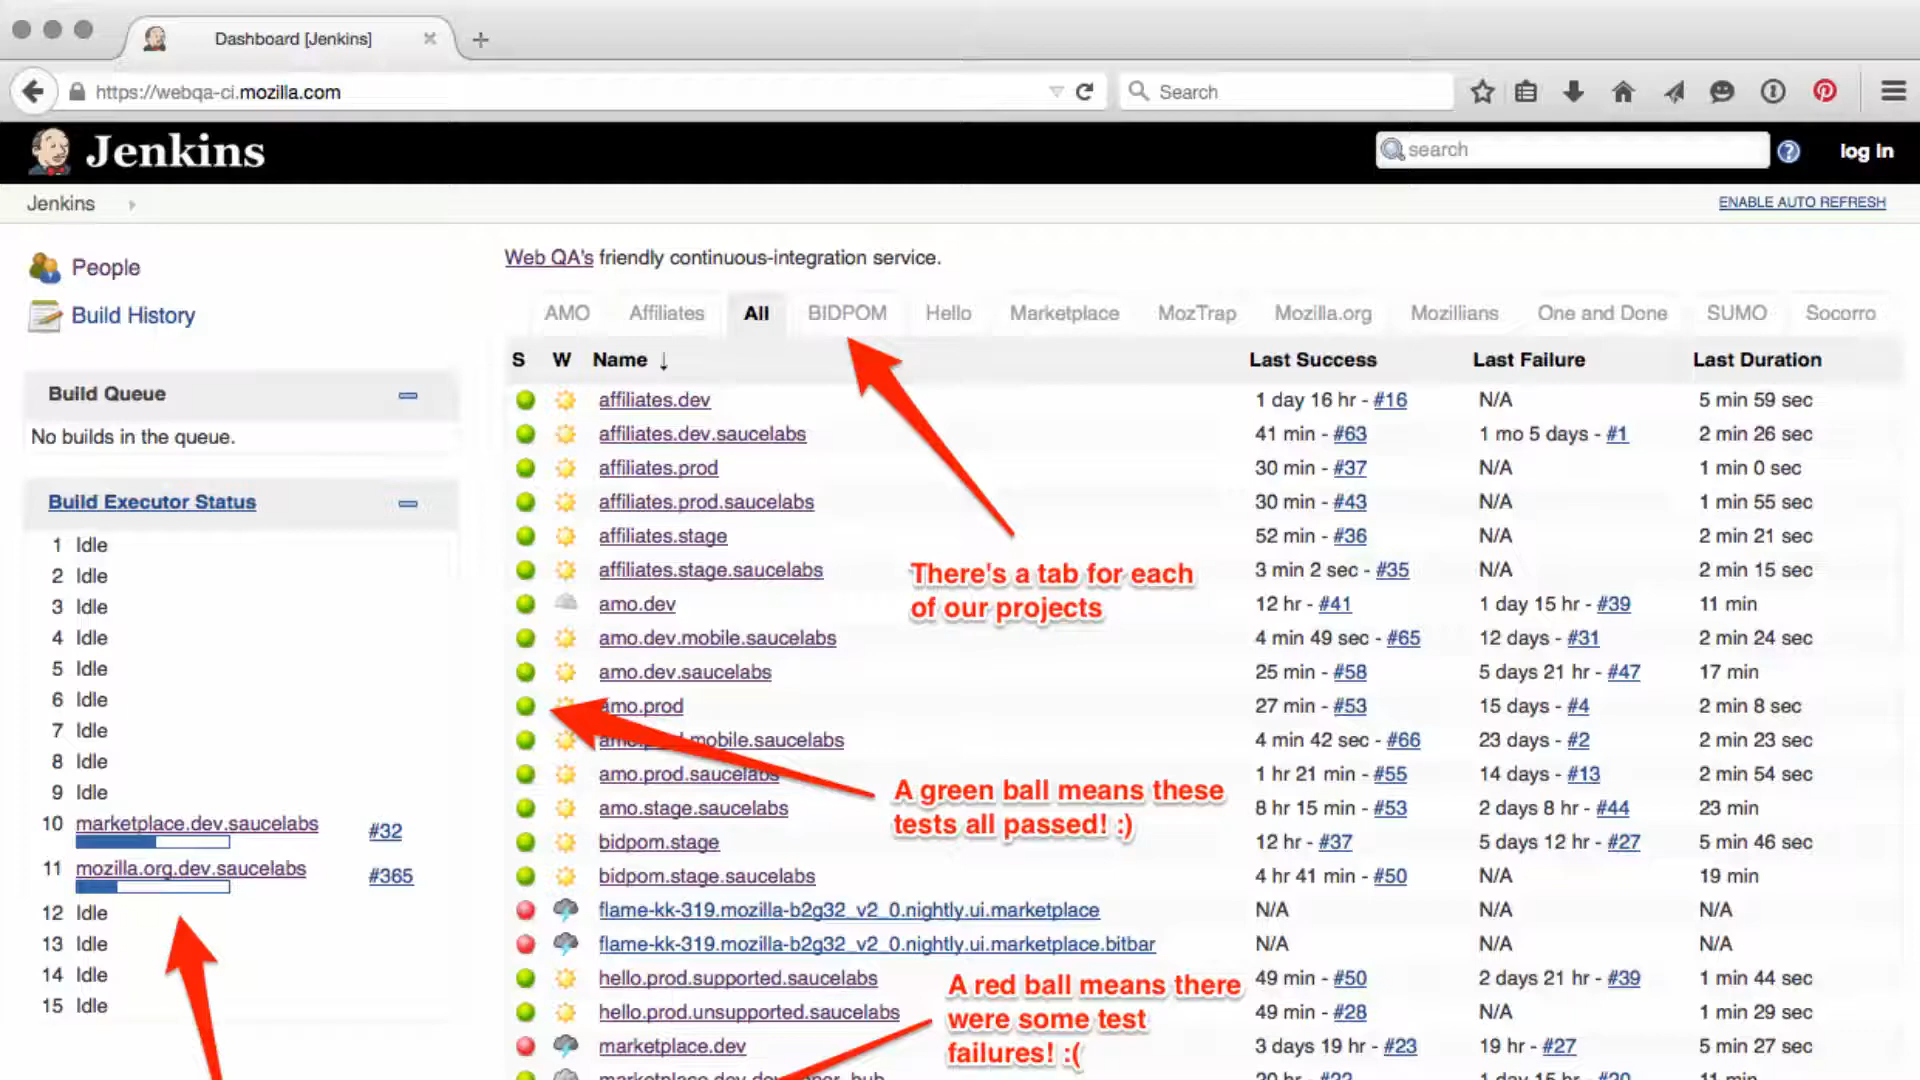 Dashboard [Jenkins]
https://webqa-ci.mozilla.com
Search
Jenkins
search
log in
Jenkins
ENABLE AUTO REFRESH
People
Build History
Build Queue
No builds in the queue.
Build Executor Status
1 Idle
2 Idle
3 Idle
4 Idle
5 Idle
6 Idle
7 Idle
8 Idle
9 Idle
10 marketplace.dev.saucelabs #32
11 mozilla.org.dev.saucelabs #365
12 Idle
13 Idle
14 Idle
15 Idle
Web QA's friendly continuous-integration service.
AMO Affiliates All BIDPOM Hello Marketplace MozTrap Mozilla.org Mozillians One and Done SUMO Socorro
S W Name ↓ Last Success Last Failure Last Duration
affiliates.dev 1 day 16 hr - #16 N/A 5 min 59 sec
affiliates.dev.saucelabs 41 min - #63 1 mo 5 days - #1 2 min 26 sec
affiliates.prod 30 min - #37 N/A 1 min 0 sec
affiliates.prod.saucelabs 30 min - #43 N/A 1 min 55 sec
affiliates.stage 52 min - #36 N/A 2 min 21 sec
affiliates.stage.saucelabs 3 min 2 sec - #35 N/A 2 min 15 sec
amo.dev 12 hr - #41 1 day 15 hr - #39 11 min
amo.dev.mobile.saucelabs 4 min 49 sec - #65 12 days - #31 2 min 24 sec
amo.dev.saucelabs 25 min - #58 5 days 21 hr - #47 17 min
amo.prod 27 min - #53 15 days - #4 2 min 8 sec
amo.prod.mobile.saucelabs 4 min 42 sec - #66 23 days - #2 2 min 23 sec
amo.prod.saucelabs 1 hr 21 min - #55 14 days - #13 2 min 54 sec
amo.stage.saucelabs 8 hr 15 min - #53 2 days 8 hr - #44 23 min
bidpom.stage 12 hr - #37 5 days 12 hr - #27 5 min 46 sec
bidpom.stage.saucelabs 4 hr 41 min - #50 N/A 19 min
flame-kk-319.mozilla-b2g32_v2_0.nightly.ui.marketplace N/A N/A N/A
flame-kk-319.mozilla-b2g32_v2_0.nightly.ui.marketplace.bitbar N/A N/A N/A
hello.prod.supported.saucelabs 49 min - #50 2 days 21 hr - #39 1 min 44 sec
hello.prod.unsupported.saucelabs 49 min - #28 N/A 1 min 29 sec
marketplace.dev 3 days 19 hr - #23 19 hr - #27 5 min 27 sec
There's a tab for each
of our projects
A green ball means these
tests all passed! :)
A red ball means there
were some test
failures! :(